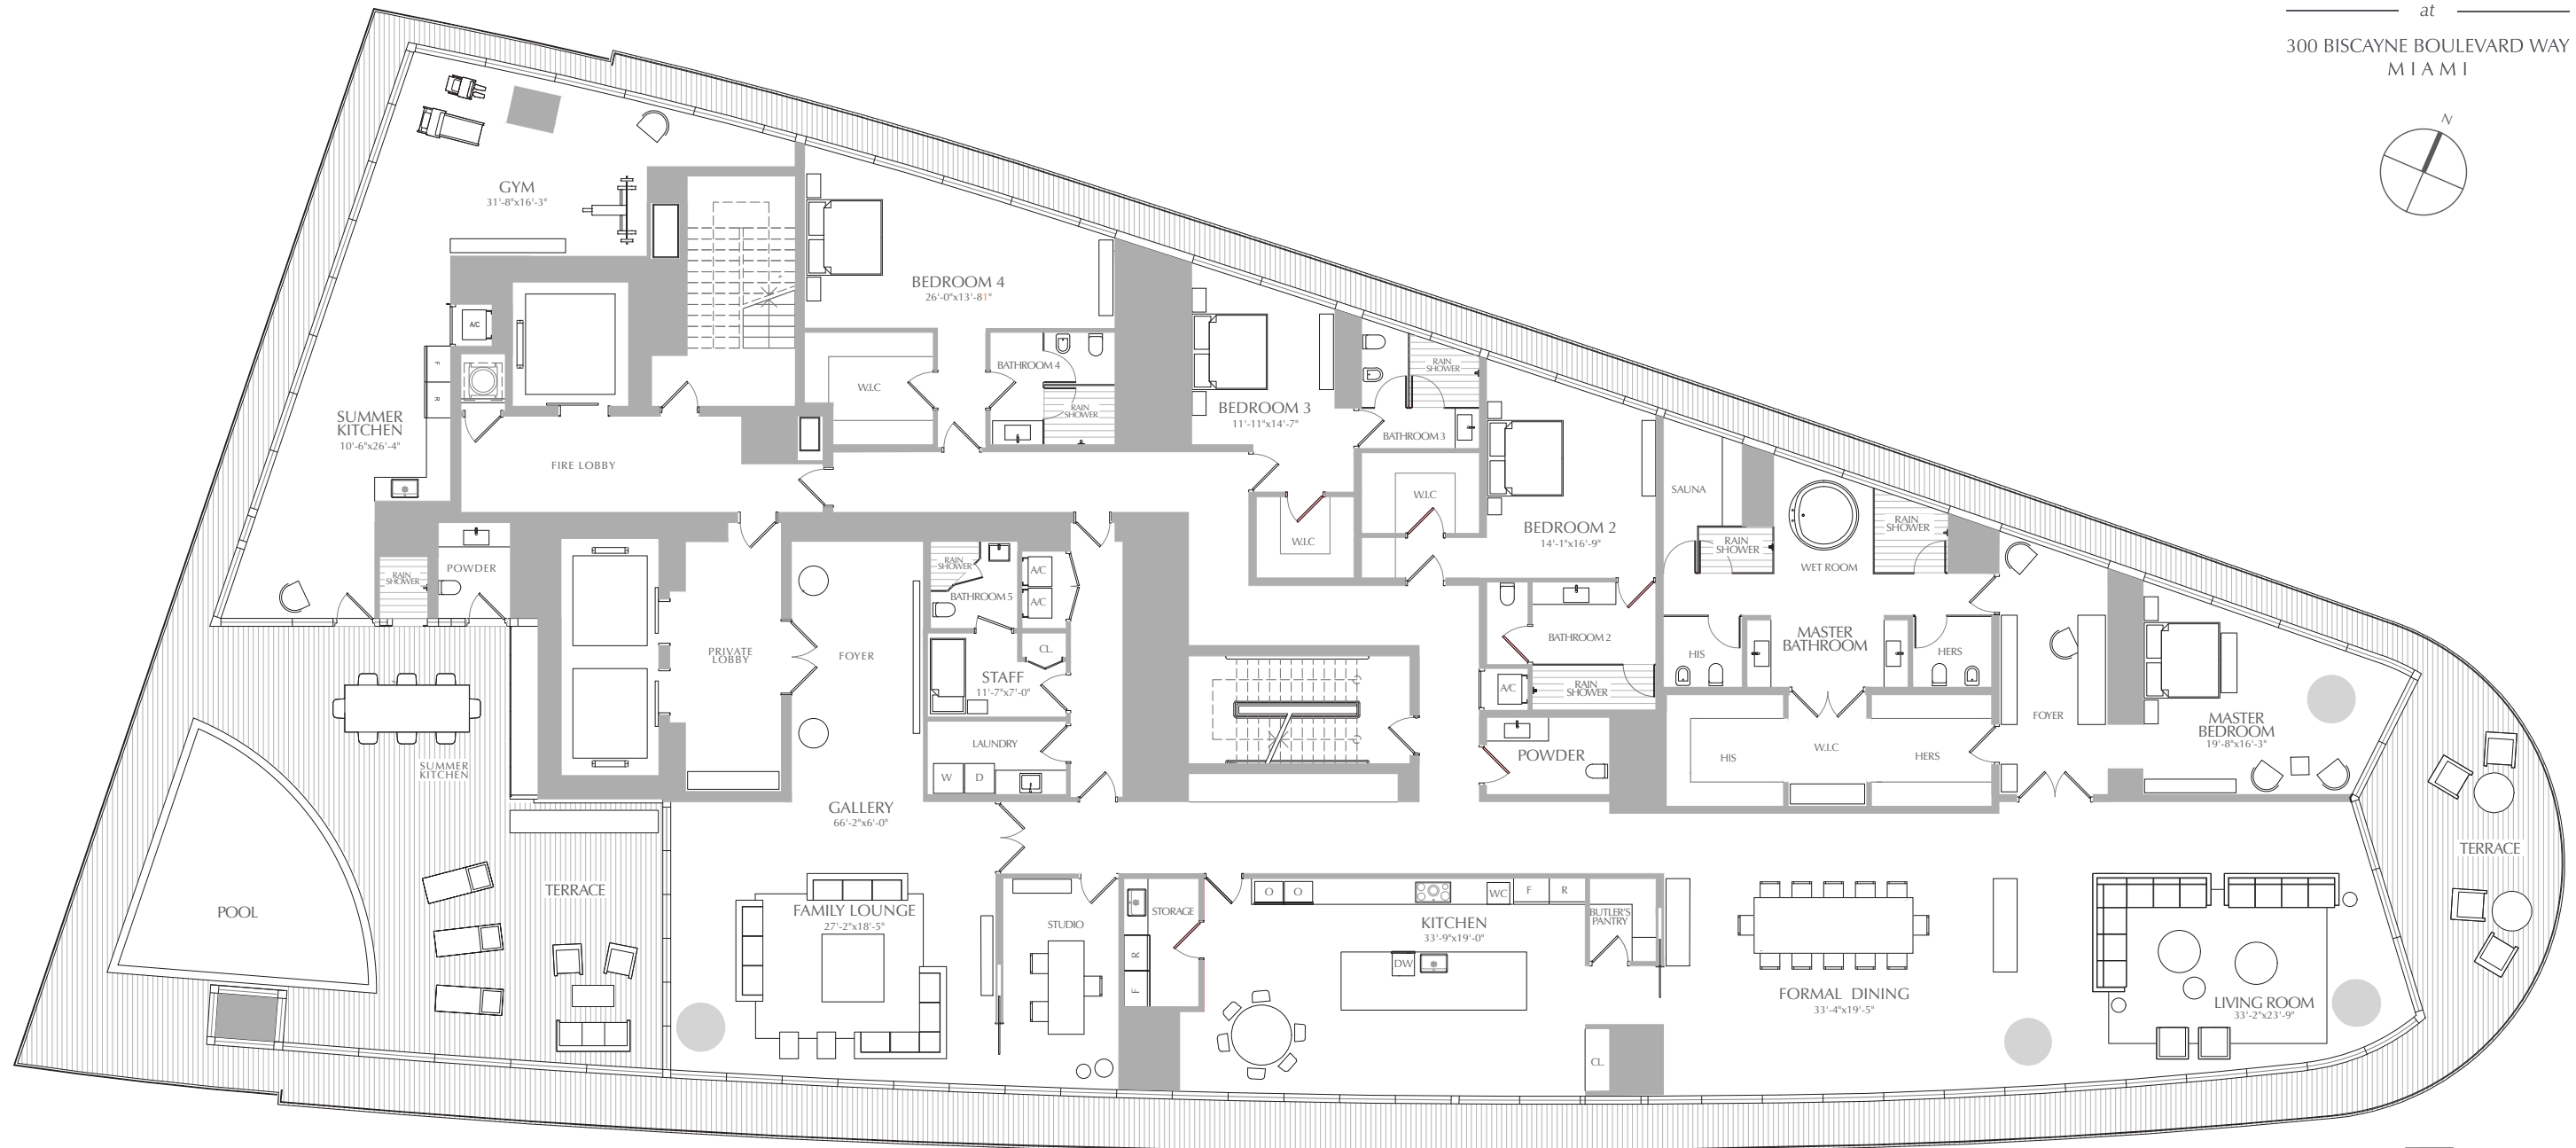 at
300 BISCAYNE BOULEVARD WAY
MIAMI
N
GYM
31'-8"x16'-3"
BEDROOM 4
26'-0"x13'-81"
A/C
F
R
W.I.C
BATHROOM 4
RAIN
SHOWER
SUMMER
KITCHEN
10'-6"x26'-4"
FIRE LOBBY
BEDROOM 3
11'-11"x14'-7"
RAIN
SHOWER
BATHROOM 3
W.I.C
W.I.C
BEDROOM 2
14'-1"x16'-9"
SAUNA
RAIN
SHOWER
RAIN
SHOWER
WET ROOM
RAIN
SHOWER
POWDER
RAIN
SHOWER
BATHROOM 5
A/C
A/C
PRIVATE
LOBBY
FOYER
CL.
STAFF
11'-7"x7'-0"
LAUNDRY
W
D
BATHROOM 2
A/C
RAIN
SHOWER
POWDER
HIS
MASTER
BATHROOM
HERS
HIS
W.I.C
HERS
FOYER
MASTER
BEDROOM
19'-8"x16'-3"
SUMMER
KITCHEN
GALLERY
66'-2"x6'-0"
TERRACE
POOL
TERRACE
FAMILY LOUNGE
27'-2"x18'-5"
STUDIO
STORAGE
R
F
O
O
WC
F
R
KITCHEN
33'-9"x19'-0"
DW
BUTLER'S
PANTRY
CL.
FORMAL DINING
33'-4"x19'-5"
LIVING ROOM
33'-2"x23'-9"